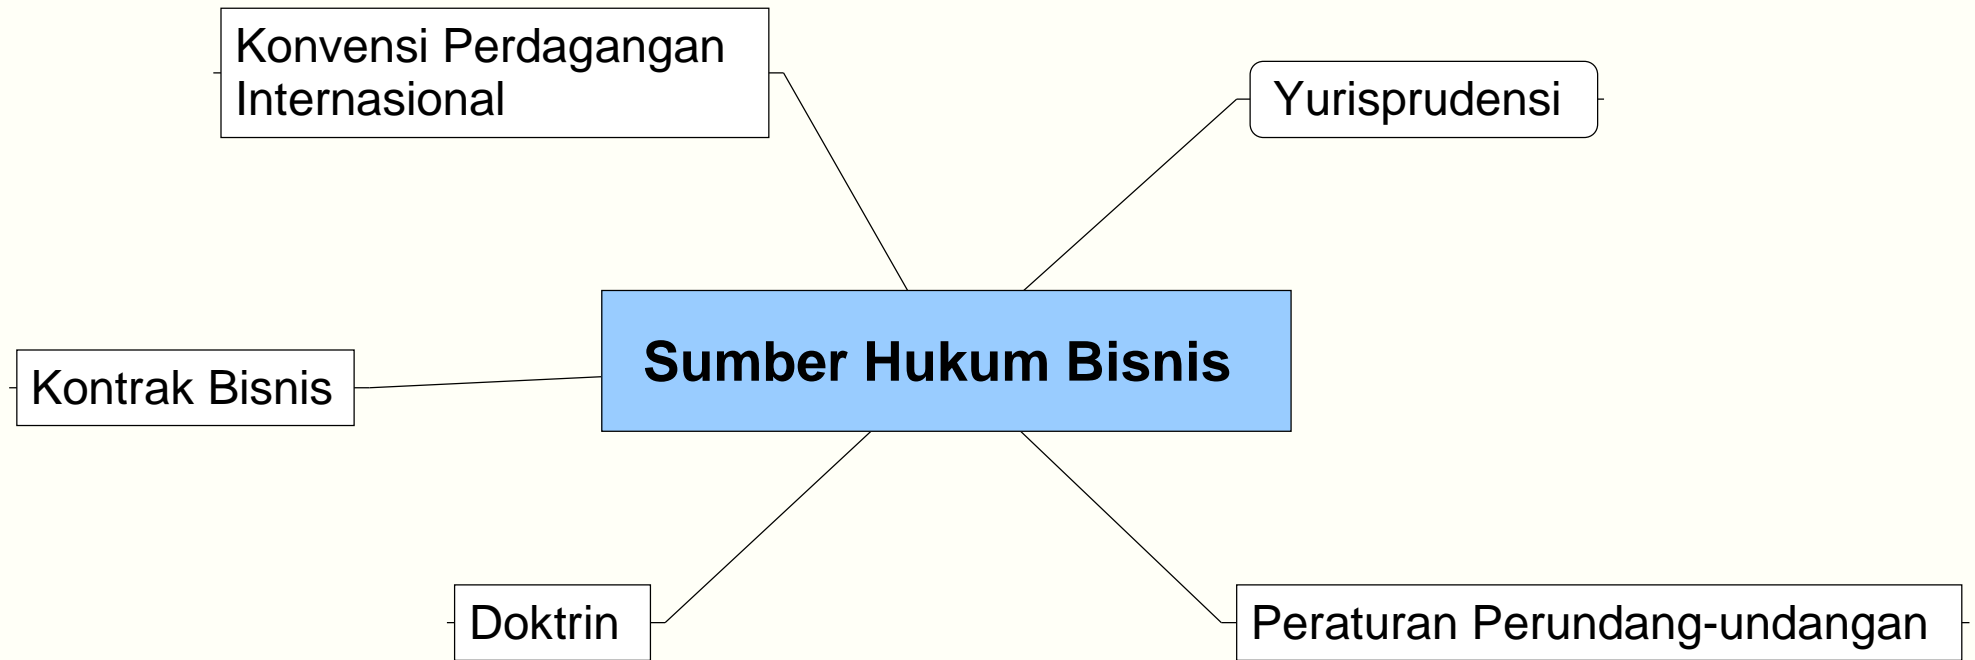 Konvensi Perdagangan
Internasional
Yurisprudensi
Sumber Hukum Bisnis
Kontrak Bisnis
Doktrin
Peraturan Perundang-undangan